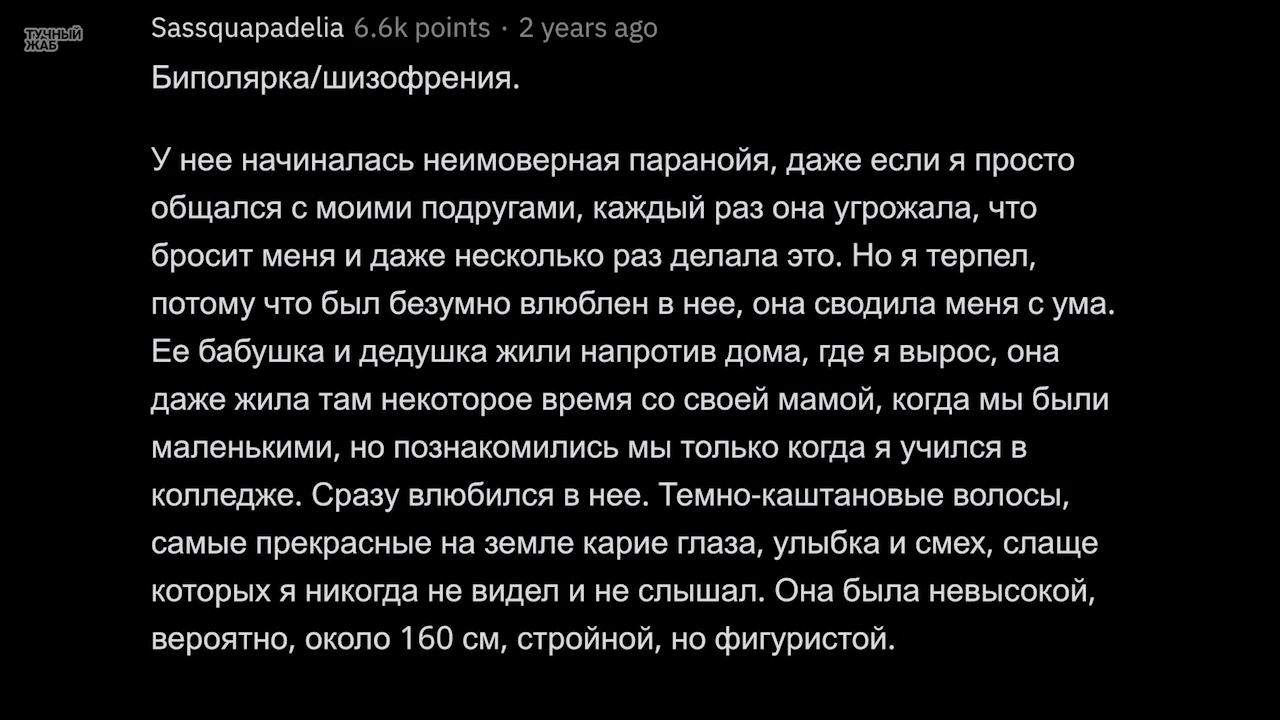 ТУЧНЫЙ
ЖАБ
Sassquapadelia 6.6k points · 2 years ago
Биполярка/шизофрения.
У нее начиналась неимоверная паранойя, даже если я просто
общался с моими подругами, каждый раз она угрожала, что
бросит меня и даже несколько раз делала это. Но я терпел,
потому что был безумно влюблен в нее, она сводила меня с ума.
Ее бабушка и дедушка жили напротив дома, где я вырос, она
даже жила там некоторое время со своей мамой, когда мы были
маленькими, но познакомились мы только когда я учился в
колледже. Сразу влюбился в нее. Темно-каштановые волосы,
самые прекрасные на земле карие глаза, улыбка и смех, слаще
которых я никогда не видел и не слышал. Она была невысокой,
вероятно, около 160 см, стройной, но фигуристой.